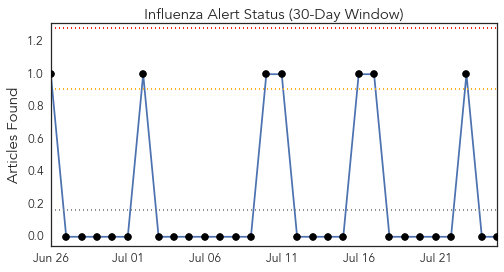 Influenza Alert Status (30-Day Window)
Articles Found
1.2
1.0
0.8
0.6
0.4
0.2
0.0
Jun 26 Jul 01 Jul 06 Jul 11 Jul 16 Jul 21